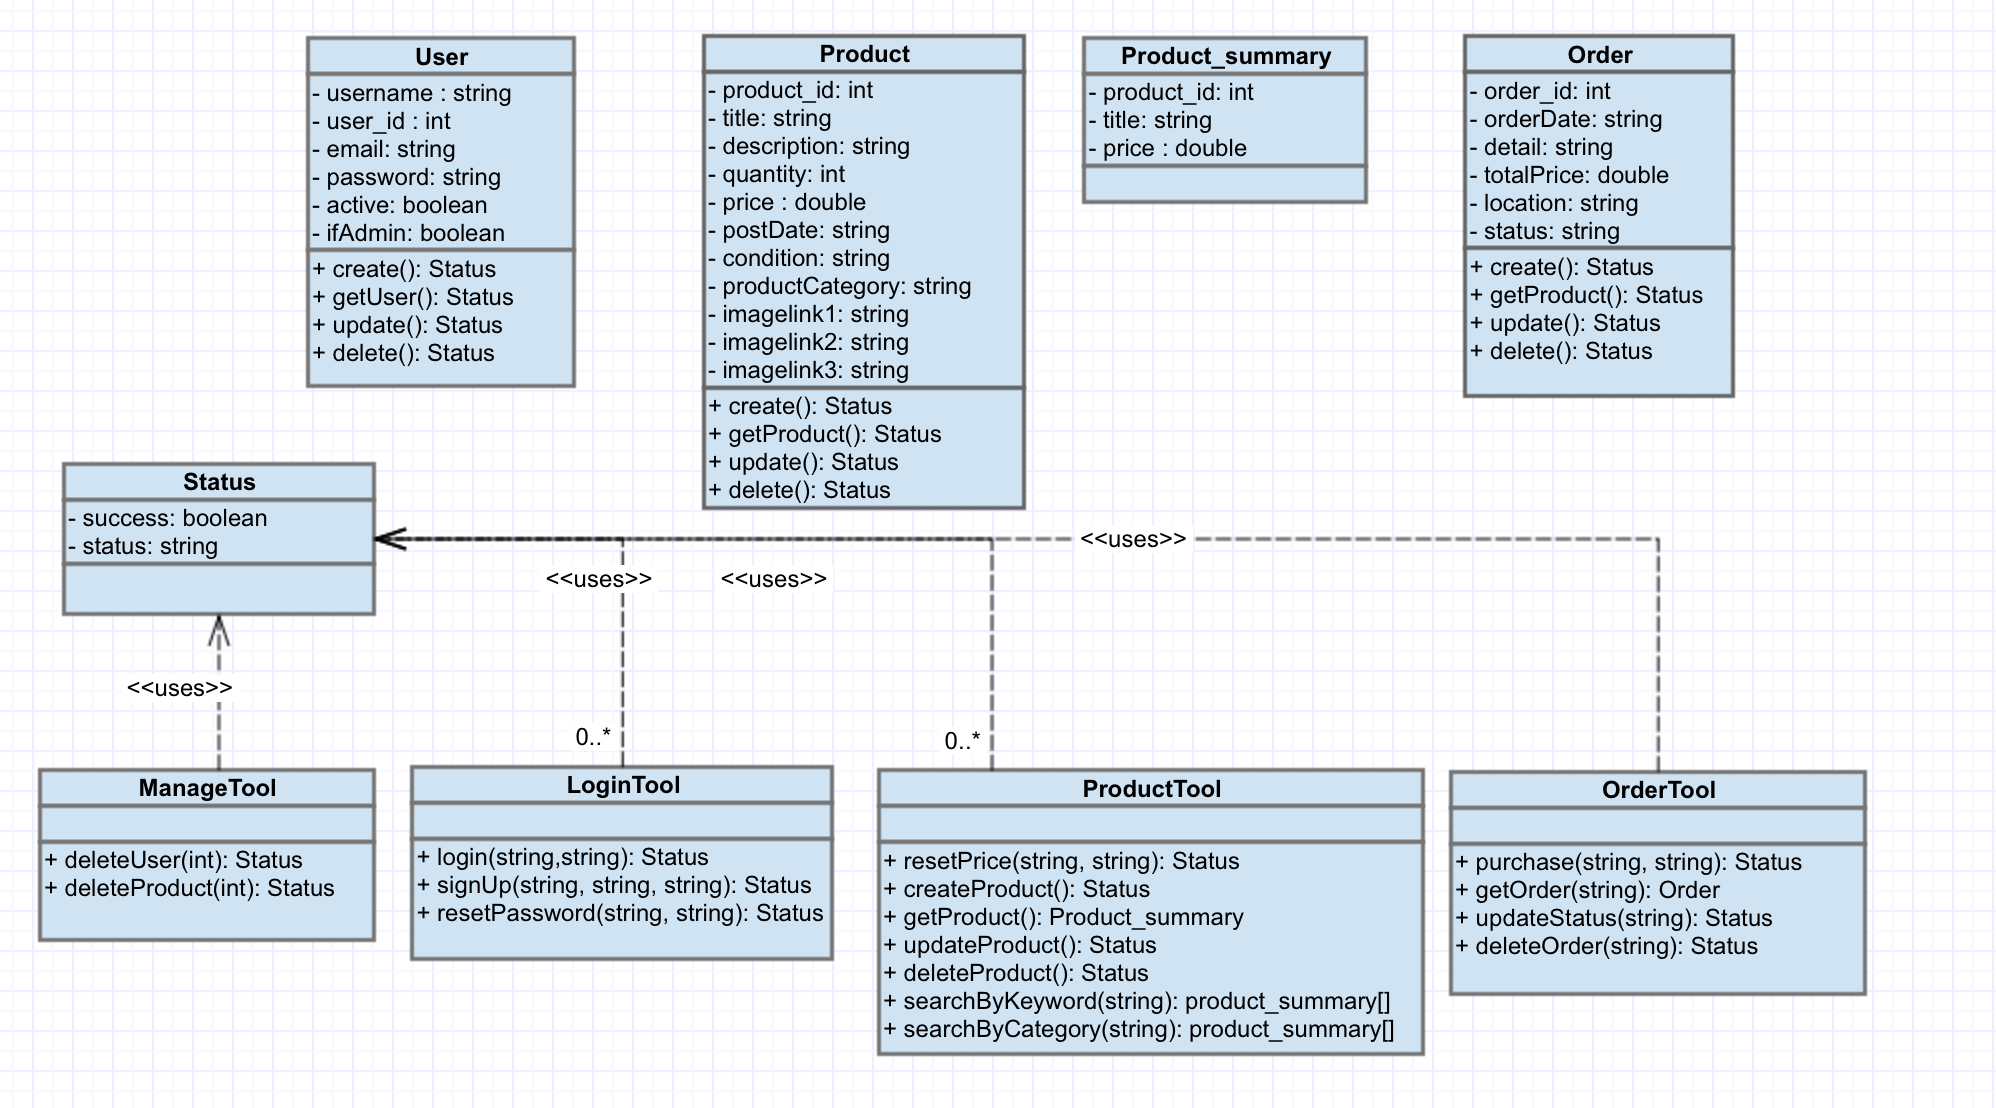 User
- username : string
- user_id : int
- email: string
- password: string
- active: boolean
- ifAdmin: boolean
+ create(): Status
+ getUser(): Status
+ update(): Status
+ delete(): Status
Product
- product_id: int
- title: string
- description: string
- quantity: int
- price : double
- postDate: string
- condition: string
- productCategory: string
- imagelink1: string
- imagelink2: string
- imagelink3: string
+ create(): Status
+ getProduct(): Status
+ update(): Status
+ delete(): Status
Product_summary
- product_id: int
- title: string
- price : double
Order
- order_id: int
- orderDate: string
- detail: string
- totalPrice: double
- location: string
- status: string
+ create(): Status
+ getProduct(): Status
+ update(): Status
+ delete(): Status
Status
- success: boolean
- status: string
<<uses>>
<<uses>>
<<uses>>
<<uses>>
0..*
0..*
ManageTool
+ deleteUser(int): Status
+ deleteProduct(int): Status
LoginTool
+ login(string,string): Status
+ signUp(string, string, string): Status
+ resetPassword(string, string): Status
ProductTool
+ resetPrice(string, string): Status
+ createProduct(): Status
+ getProduct(): Product_summary
+ updateProduct(): Status
+ deleteProduct(): Status
+ searchByKeyword(string): product_summary[]
+ searchByCategory(string): product_summary[]
OrderTool
+ purchase(string, string): Status
+ getOrder(string): Order
+ updateStatus(string): Status
+ deleteOrder(string): Status